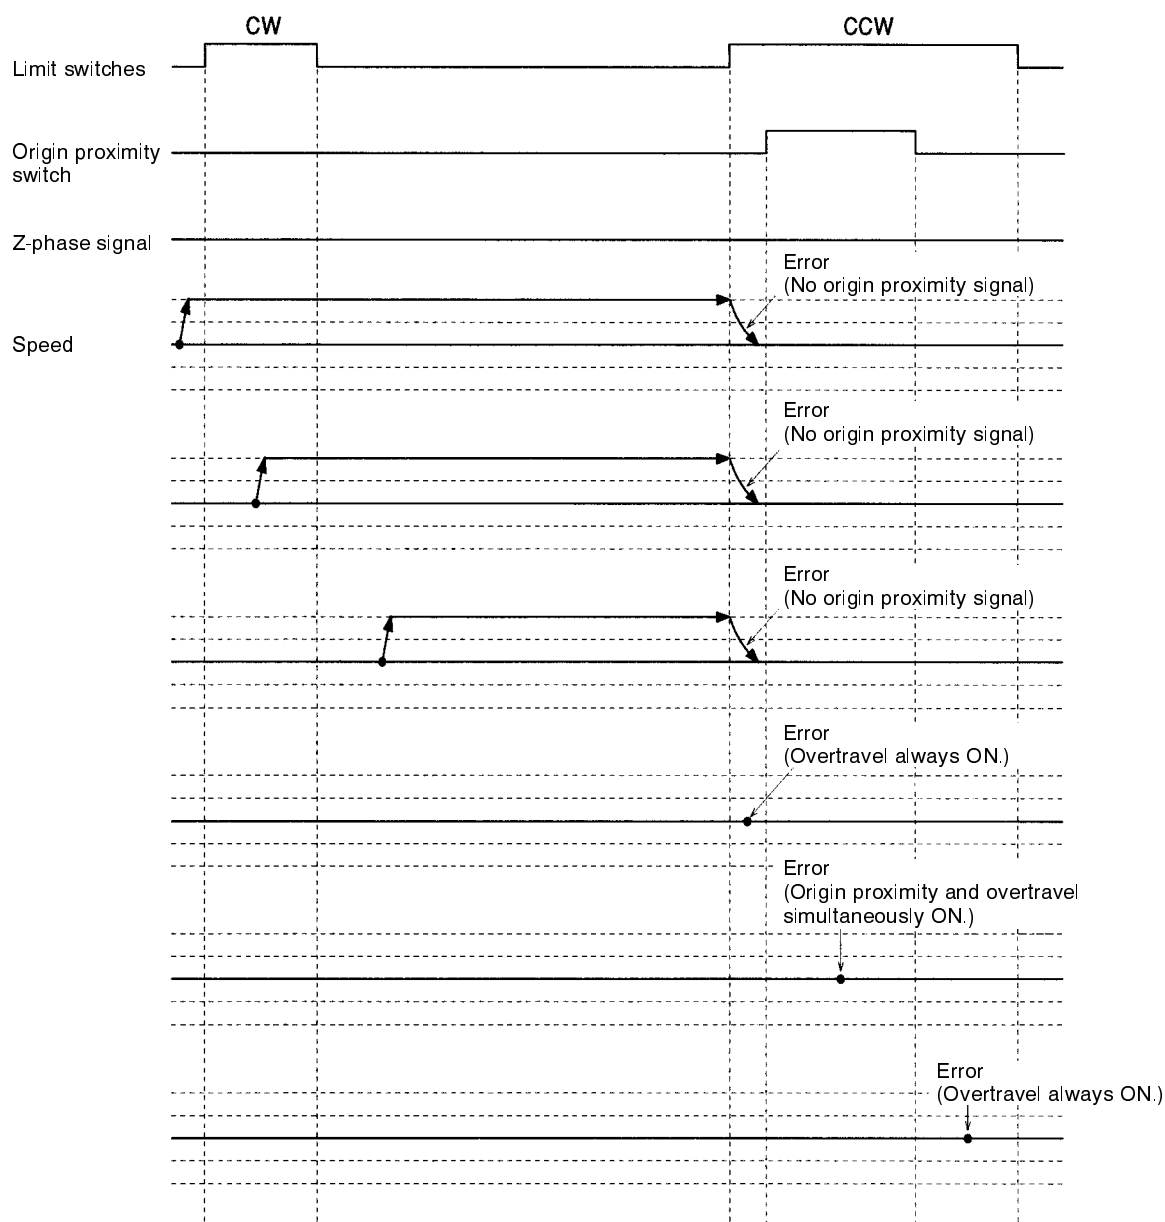 CW
CCW
Limit switches
Origin proximity
switch
Z-phase signal
Error
(No origin proximity signal)
Speed
Error
(No origin proximity signal)
Error
(No origin proximity signal)
Error
(Overtravel always ON.)
Error
(Origin proximity and overtravel
simultaneously ON.)
Error
(Overtravel always ON.)